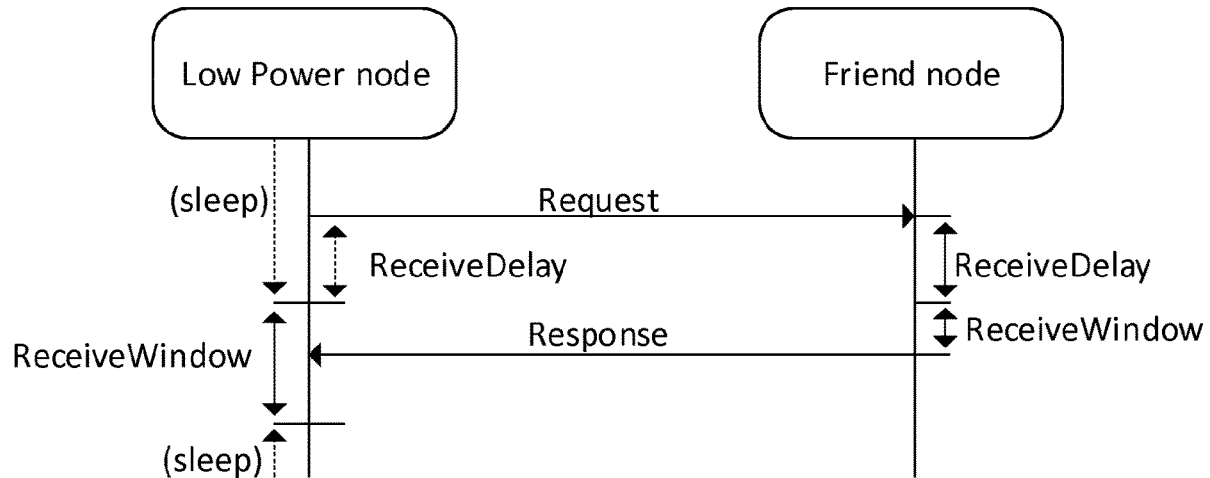 Low Power node
Friend node
(sleep)
Request
ReceiveDelay
ReceiveDelay
ReceiveWindow
Response
ReceiveWindow
(sleep)